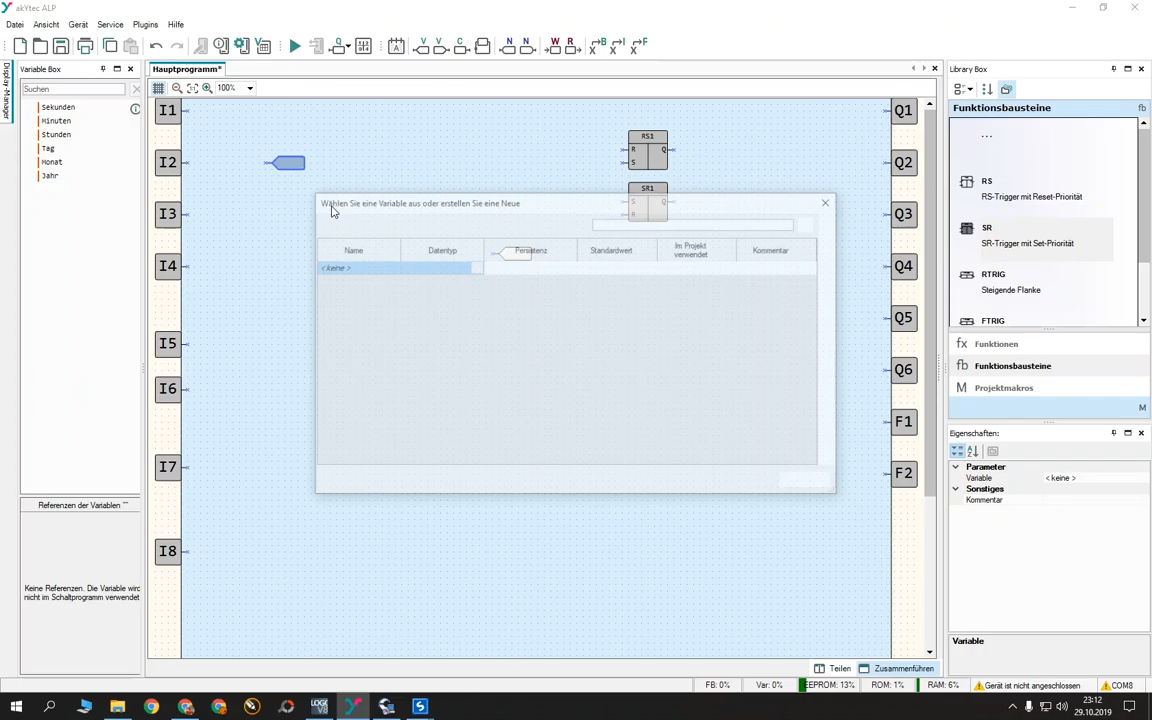 akYtec ALP
Datei Ansicht Gerät Service Plugins Hilfe
Display-Manager
Variable Box
Suchen
Sekunden
Minuten
Stunden
Tag
Monat
Jahr
Referenzen der Variablen ""
Keine Referenzen. Die Variable wird
nicht im Schaltprogramm verwendet
Hauptprogramm*
100%
I1
I2
I3
I4
I5
I6
I7
I8
RS1
R Q
S
SR1
S Q
R
Wählen Sie eine Variable aus oder erstellen Sie eine Neue
Name Datentyp Persistenz Standardwert Im Projekt verwendet Kommentar
< keine >
Q1
Q2
Q3
Q4
Q5
Q6
F1
F2
Teilen Zusammenführen
Library Box
Funktionsbausteine fb
...
RS
RS-Trigger mit Reset-Priorität
SR
SR-Trigger mit Set-Priorität
RTRIG
Steigende Flanke
FTRIG
fx Funktionen
fb Funktionsbausteine
M Projektmakros
M
Eigenschaften:
Parameter
Variable < keine >
Sonstiges
Kommentar
Variable
FB: 0% Var: 0% EEPROM: 13% ROM: 1% RAM: 6% Gerät ist nicht angeschlossen COM8
23:12
29.10.2019